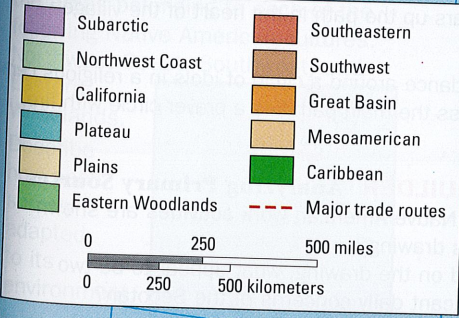 Subarctic
Northwest Coast
California
Plateau
Plains
Eastern Woodlands
Southeastern
Southwest
Great Basin
Mesoamerican
Caribbean
Major trade routes
0 250 500 miles
0 250 500 kilometers